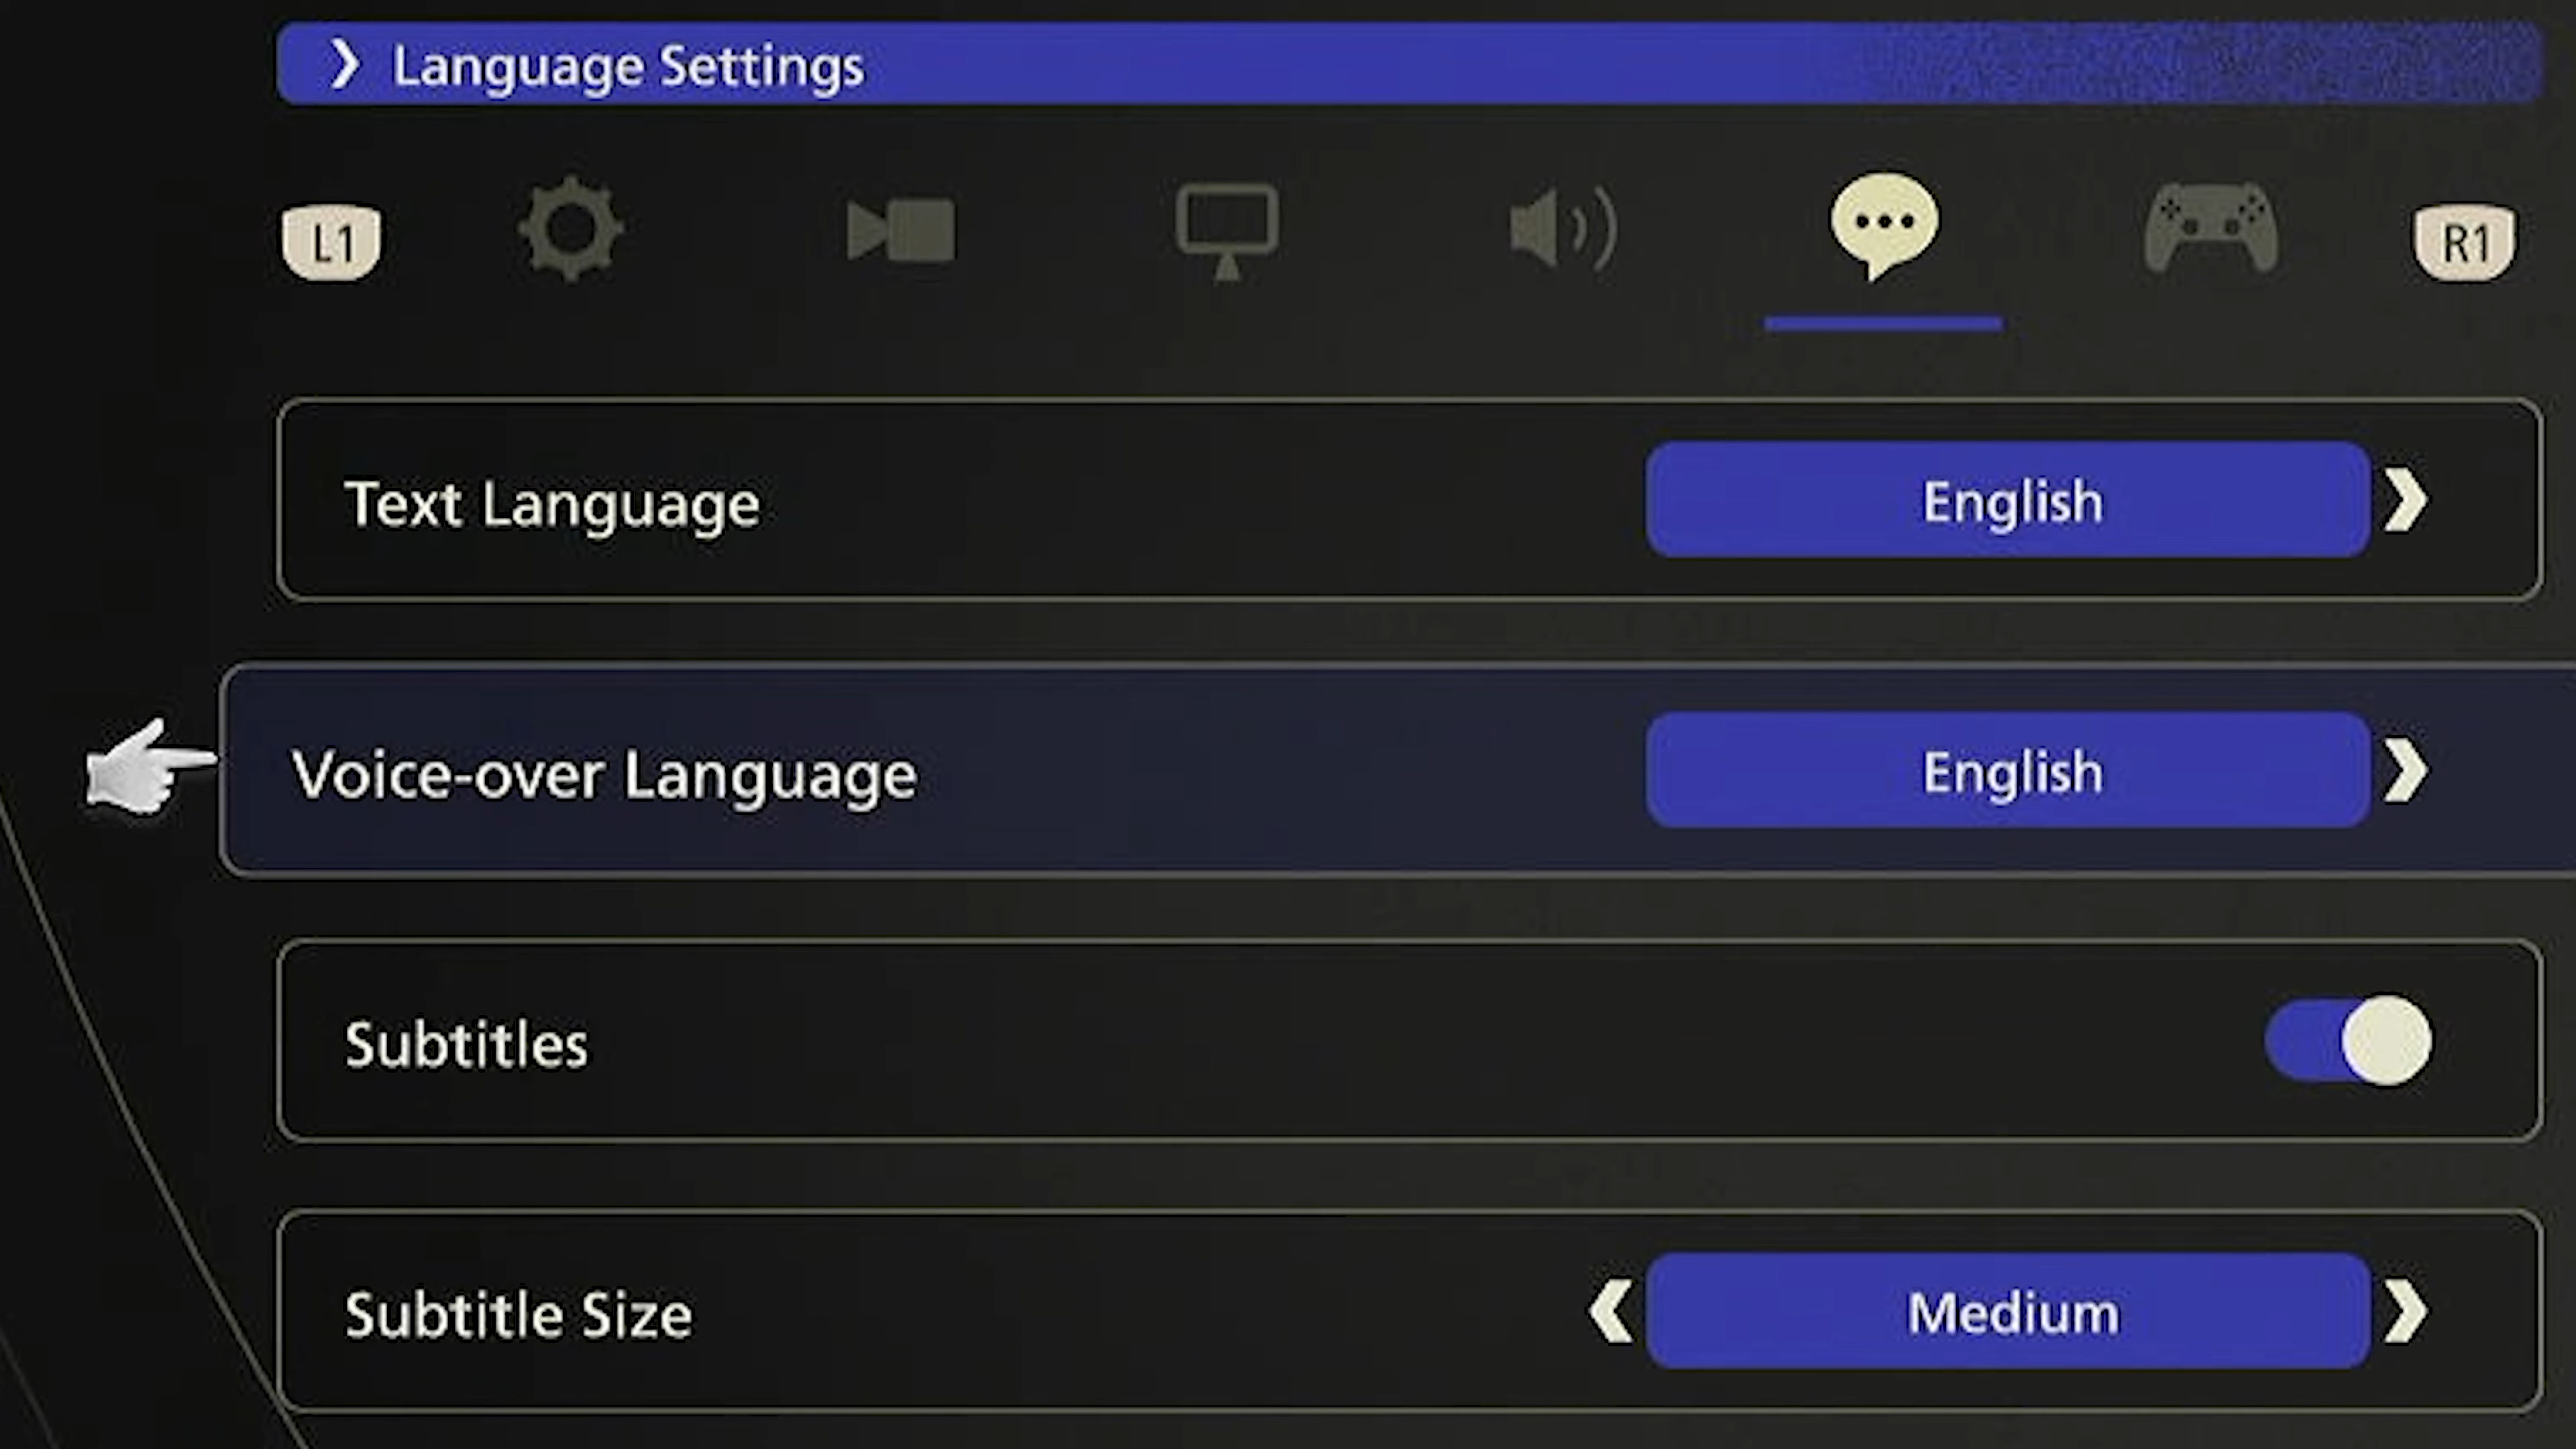 Language Settings
L1
R1
Text Language
English
Voice-over Language
English
Subtitles
Subtitle Size
Medium